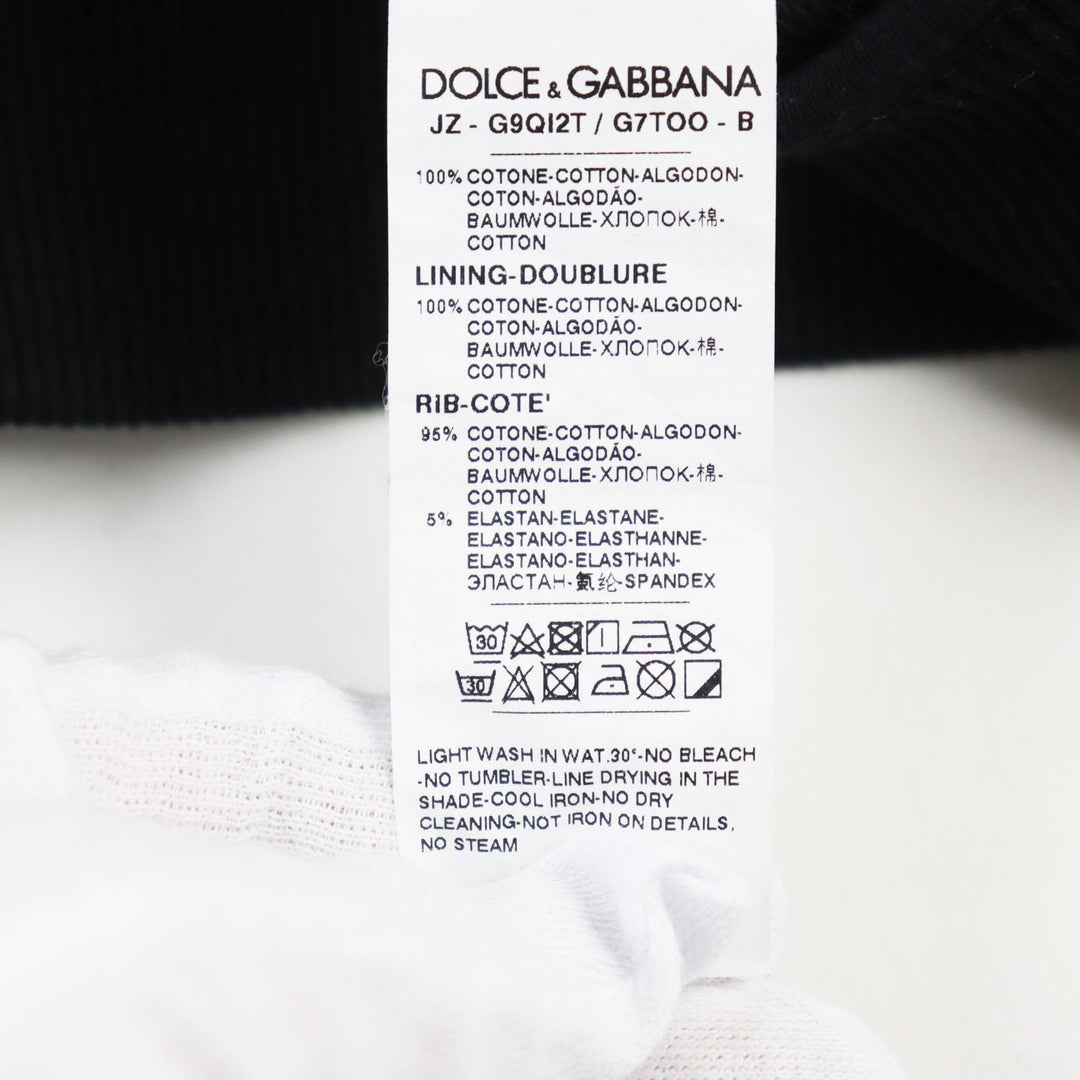 DOLCE & GABBANA
JZ - G9QI2T / G7TOO - B
100% COTONE-COTTON-ALGODON-
COTON-ALGODÃO-
BAUMWOLLE-ХЛОПОК-棉-
COTTON
LINING-DOUBLURE
100% COTONE-COTTON-ALGODON-
COTON-ALGODÃO-
BAUMWOLLE-ХЛОПОК-棉-
COTTON
RIB-COTE'
95% COTONE-COTTON-ALGODON-
COTON-ALGODÃO-
BAUMWOLLE-ХЛОПОК-棉-
COTTON
5% ELASTAN-ELASTANE-
ELASTANO-ELASTHANNE-
ELASTANO-ELASTHAN-
ЭЛАСТАН-氨纶-SPANDEX
30
30
LIGHT WASH IN WAT.30°-NO BLEACH
-NO TUMBLER-LINE DRYING IN THE
SHADE-COOL IRON-NO DRY
CLEANING-NOT IRON ON DETAILS,
NO STEAM